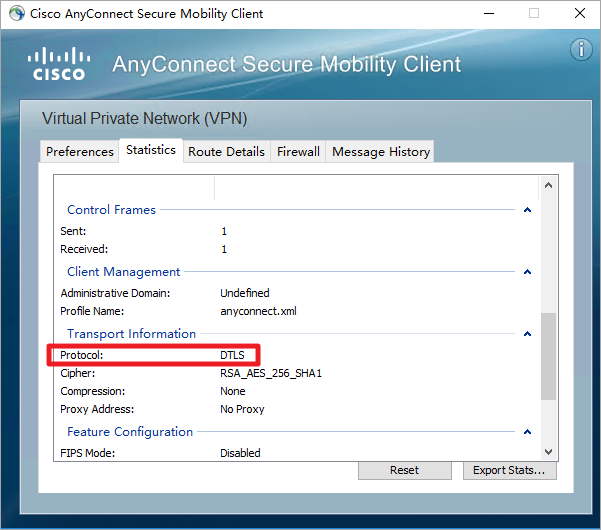 Cisco AnyConnect Secure Mobility Client
CISCO
AnyConnect Secure Mobility Client
Virtual Private Network (VPN)
Preferences Statistics Route Details Firewall Message History
Control Frames
Sent: 1
Received: 1
Client Management
Administrative Domain: Undefined
Profile Name: anyconnect.xml
Transport Information
Protocol: DTLS
Cipher: RSA_AES_256_SHA1
Compression: None
Proxy Address: No Proxy
Feature Configuration
FIPS Mode: Disabled
Reset Export Stats...